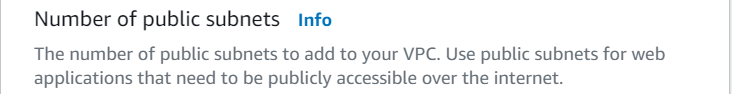 Number of public subnets Info
The number of public subnets to add to your VPC. Use public subnets for web
applications that need to be publicly accessible over the internet.